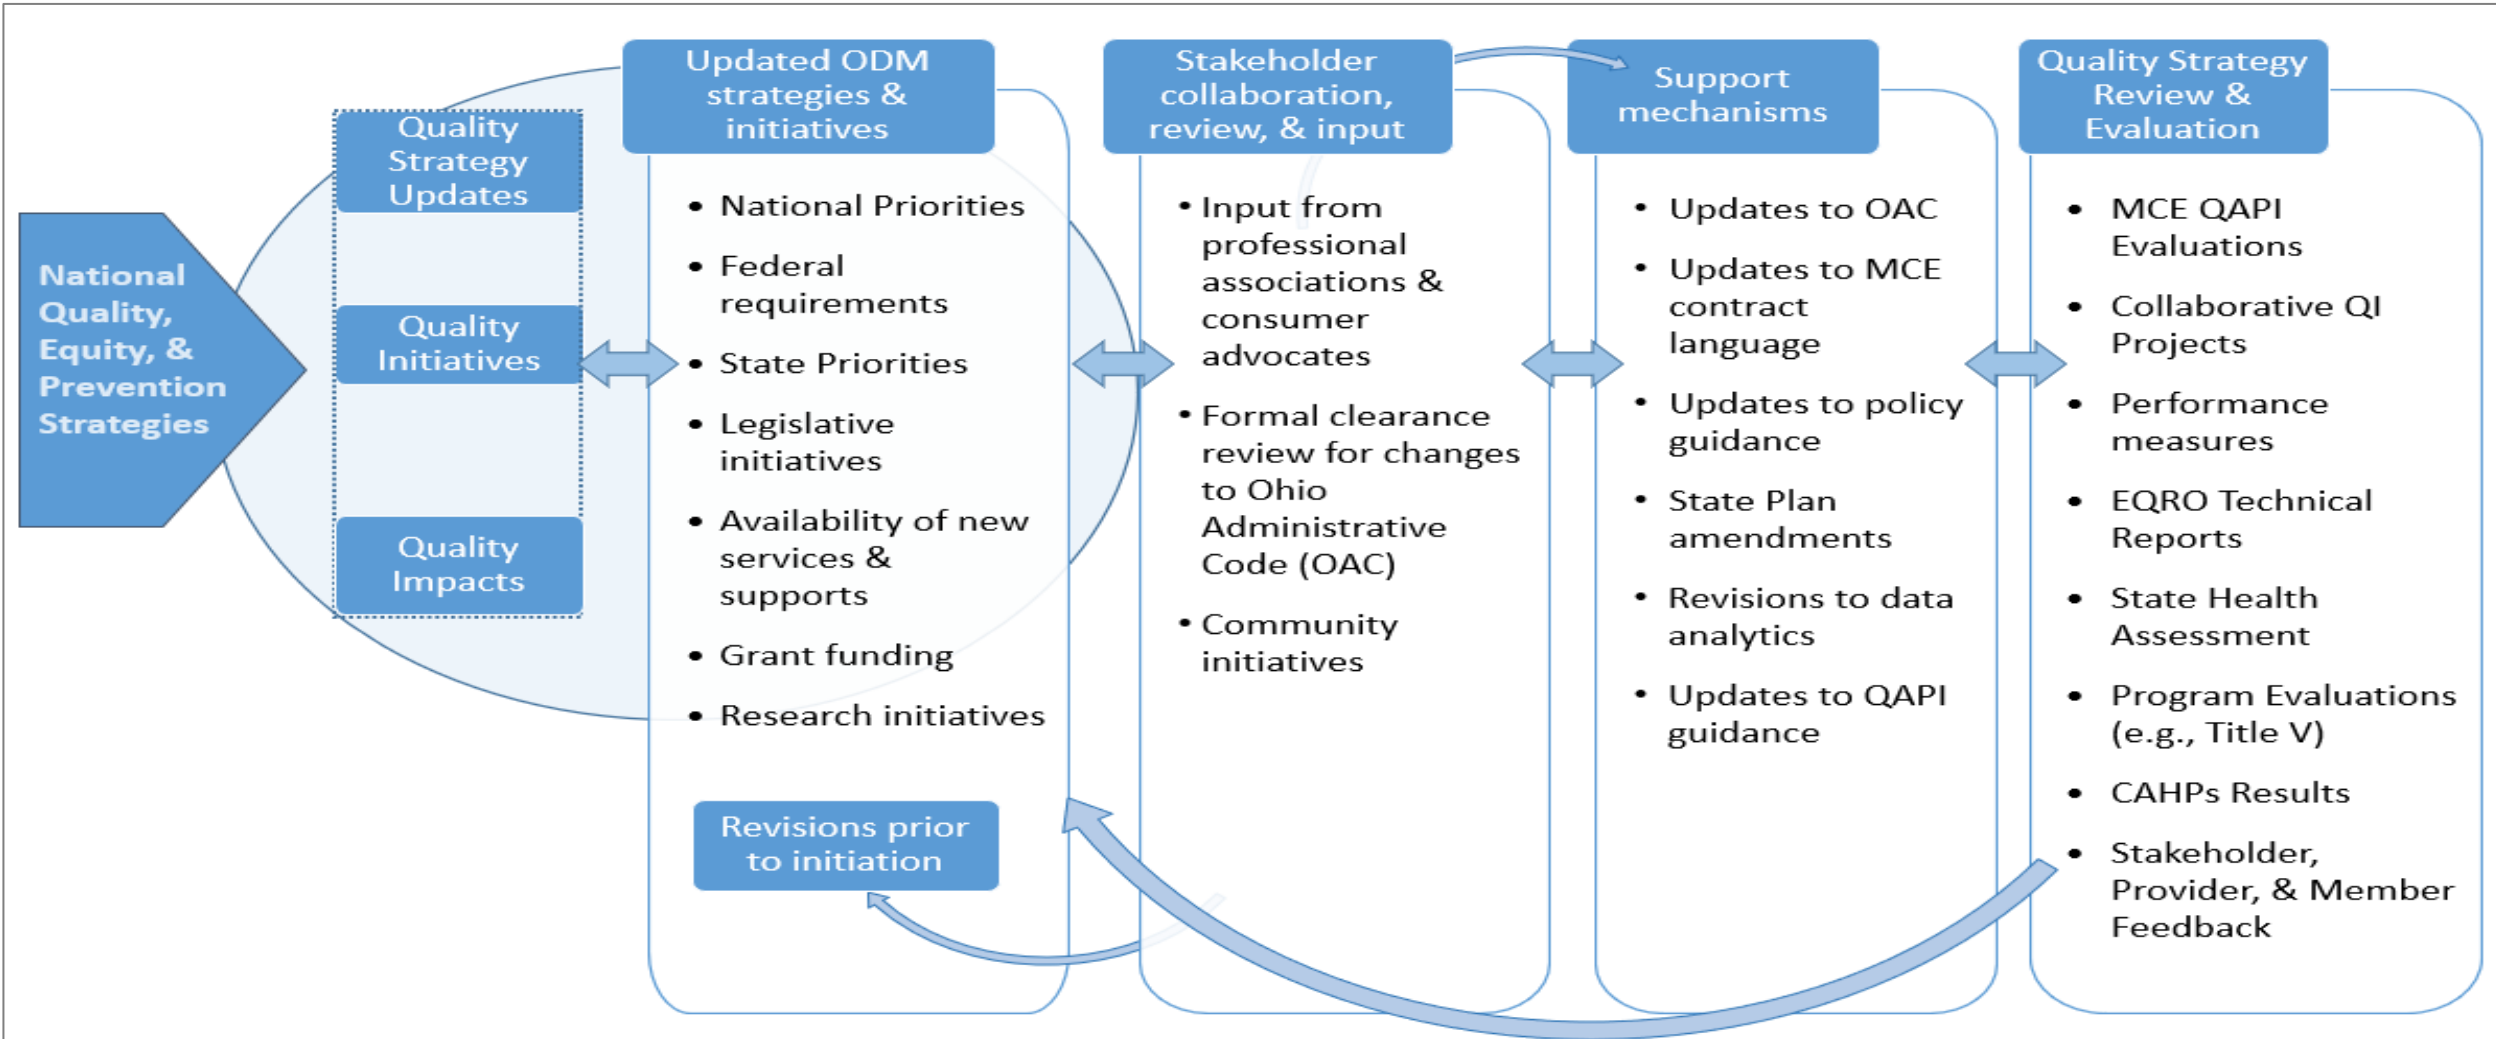 National
Quality,
Equity, &
Prevention
Strategies
Quality
Strategy
Updates
Quality
Initiatives
Quality
Impacts
Updated ODM
strategies &
initiatives
• National Priorities
• Federal
requirements
• State Priorities
• Legislative
initiatives
• Availability of new
services &
supports
• Grant funding
• Research initiatives
Revisions prior
to initiation
Stakeholder
collaboration,
review, & input
• Input from
professional
associations &
consumer
advocates
• Formal clearance
review for changes
to Ohio
Administrative
Code (OAC)
• Community
initiatives
Support
mechanisms
• Updates to OAC
• Updates to MCE
contract
language
• Updates to policy
guidance
• State Plan
amendments
• Revisions to data
analytics
• Updates to QAPI
guidance
Quality Strategy
Review &
Evaluation
• MCE QAPI
Evaluations
• Collaborative QI
Projects
• Performance
measures
• EQRO Technical
Reports
• State Health
Assessment
• Program Evaluations
(e.g., Title V)
• CAHPs Results
• Stakeholder,
Provider, & Member
Feedback